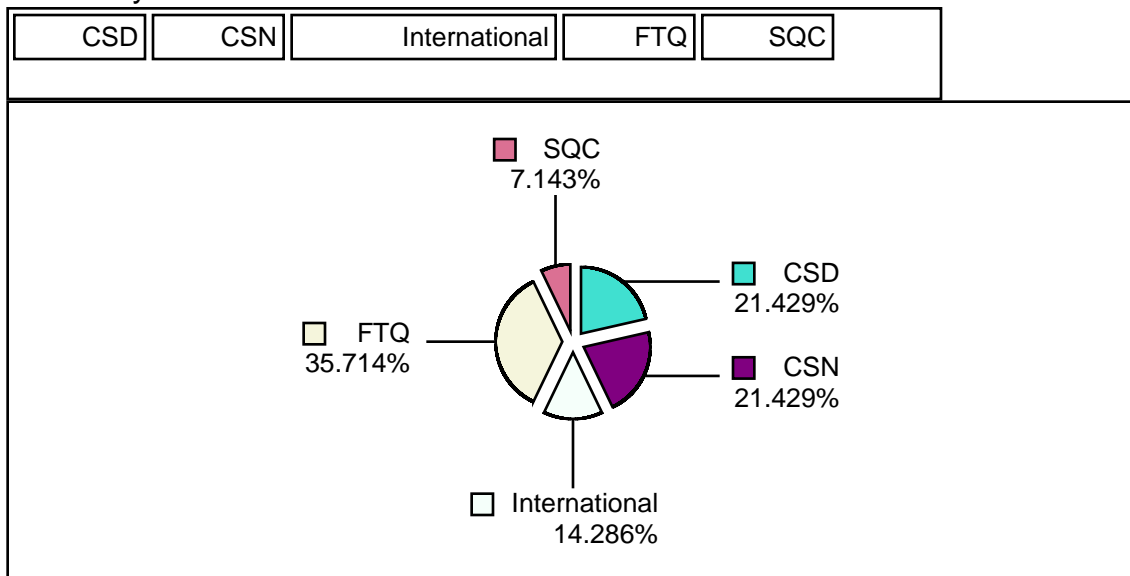 CSD CSN International FTQ SQC
SQC
7.143%
CSD
21.429%
FTQ
35.714%
CSN
21.429%
International
14.286%